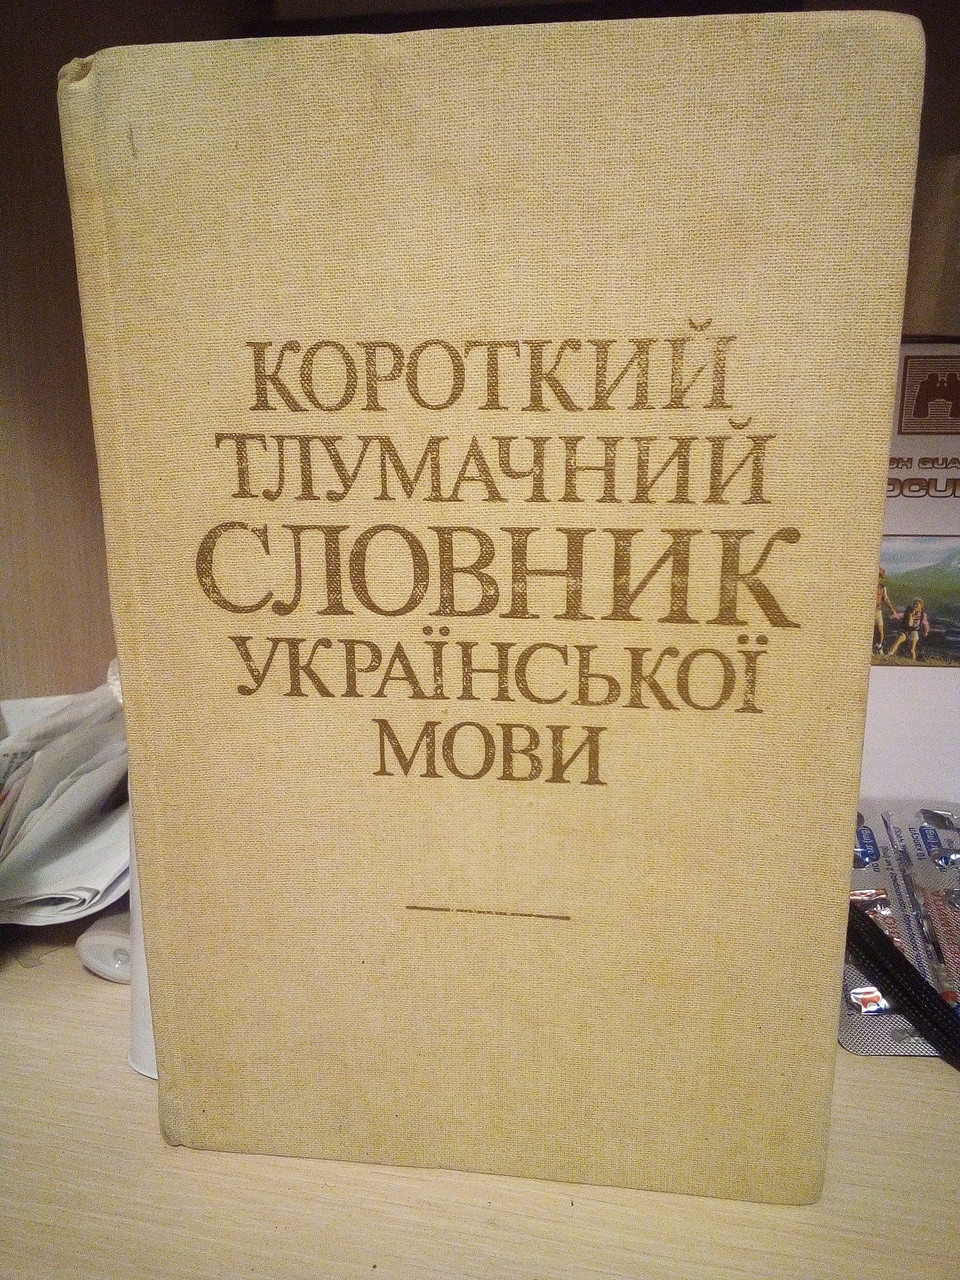 КОРОТКИЙ
ТЛУМАЧНИЙ
СЛОВНИК
УКРАЇНСЬКОЇ
МОВИ